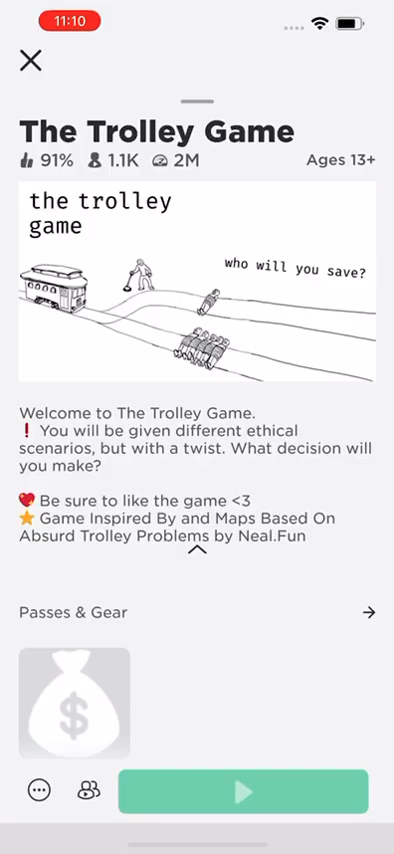 11:10
The Trolley Game
91% 1.1K 2M Ages 13+
the trolley
game
who will you save?
Welcome to The Trolley Game.
❗ You will be given different ethical
scenarios, but with a twist. What decision will
you make?
💖 Be sure to like the game <3
⭐ Game Inspired By and Maps Based On
Absurd Trolley Problems by Neal.Fun
Passes & Gear
$